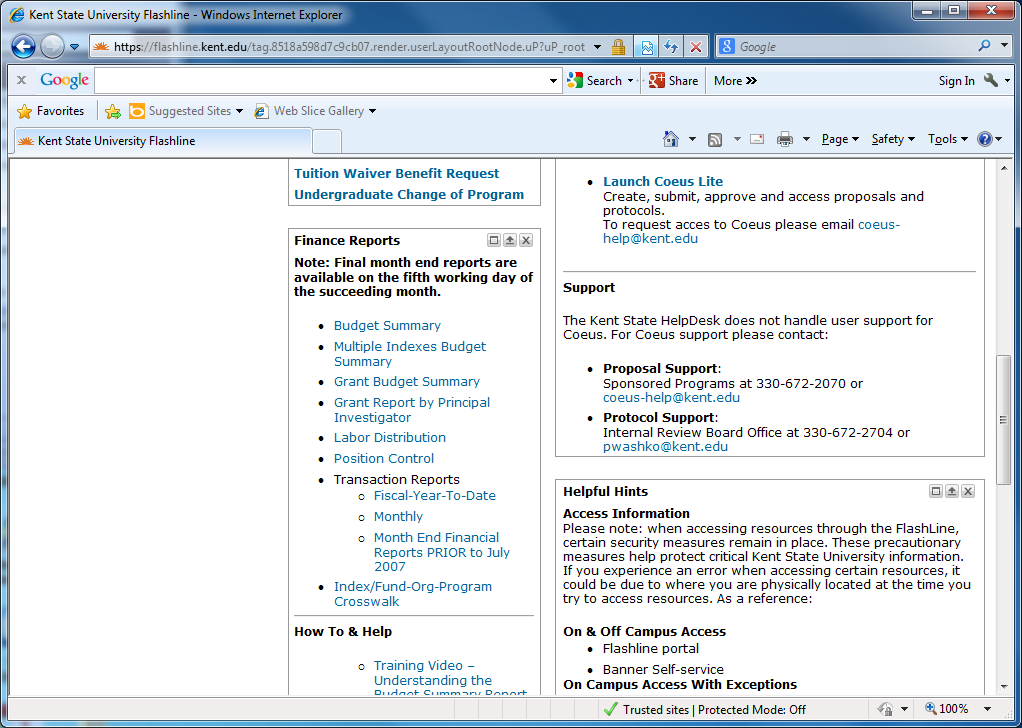 Kent State University Flashline - Windows Internet Explorer
https://flashline.kent.edu/tag.8518a598d7c9cb07.render.userLayoutRootNode.uP?uP_root
Google
x Google Search Share More >> Sign In
Favorites Suggested Sites Web Slice Gallery
Kent State University Flashline
Page Safety Tools
Tuition Waiver Benefit Request
Undergraduate Change of Program
Finance Reports
Note: Final month end reports are
available on the fifth working day of
the succeeding month.
• Budget Summary
• Multiple Indexes Budget
Summary
• Grant Budget Summary
• Grant Report by Principal
Investigator
• Labor Distribution
• Position Control
• Transaction Reports
o Fiscal-Year-To-Date
o Monthly
o Month End Financial
Reports PRIOR to July
2007
• Index/Fund-Org-Program
Crosswalk
How To & Help
o Training Video –
Understanding the
Budget Summary Report
• Launch Coeus Lite
Create, submit, approve and access proposals and
protocols.
To request acces to Coeus please email coeus-
help@kent.edu
Support
The Kent State HelpDesk does not handle user support for
Coeus. For Coeus support please contact:
• Proposal Support:
Sponsored Programs at 330-672-2070 or
coeus-help@kent.edu
• Protocol Support:
Internal Review Board Office at 330-672-2704 or
pwashko@kent.edu
Helpful Hints
Access Information
Please note: when accessing resources through the FlashLine,
certain security measures remain in place. These precautionary
measures help protect critical Kent State University information.
If you experience an error when accessing certain resources, it
could be due to where you are physically located at the time you
try to access resources. As a reference:
On & Off Campus Access
• Flashline portal
• Banner Self-service
On Campus Access With Exceptions
Trusted sites | Protected Mode: Off
100%